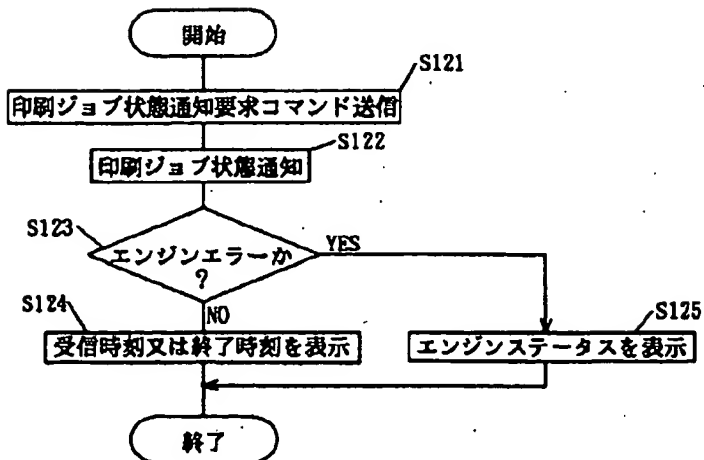 開始
S121
印刷ジョブ状態通知要求コマンド送信
S122
印刷ジョブ状態通知
S123
エンジンエラーか
?
YES
NO
S124
受信時刻又は終了時刻を表示
S125
エンジンステータスを表示
終了